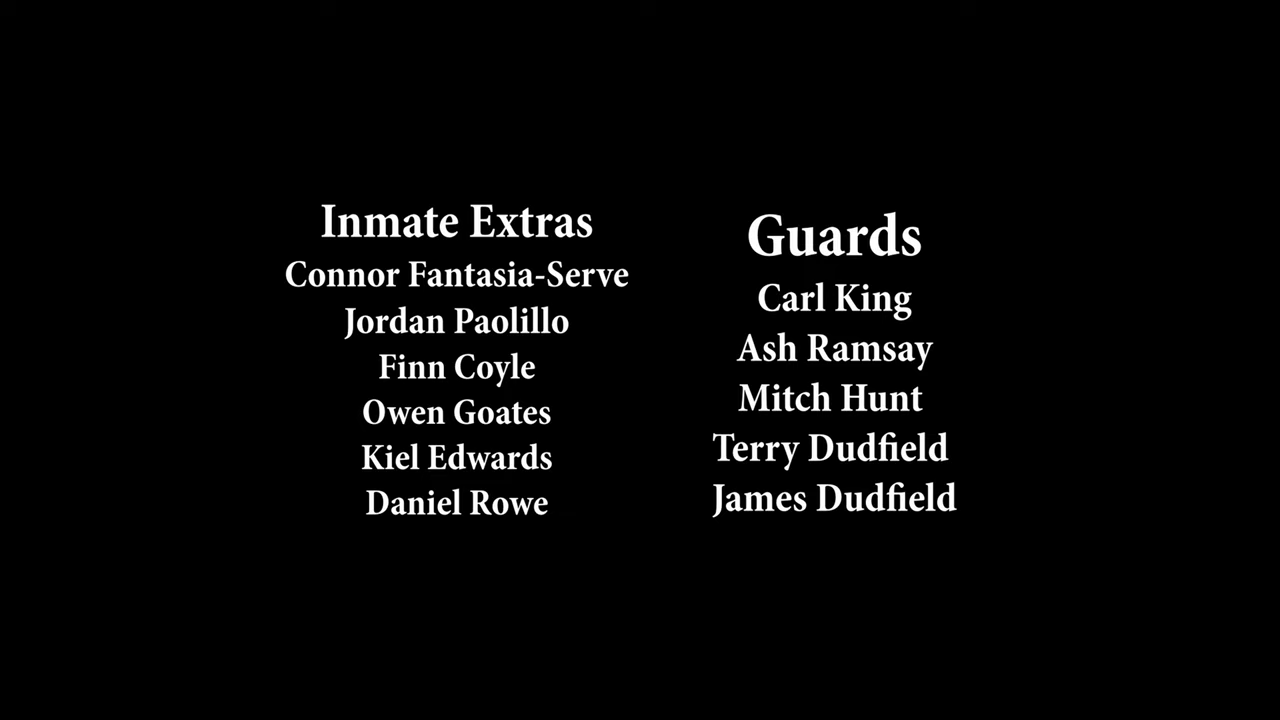 Inmate Extras
Connor Fantasia-Serve
Jordan Paolillo
Finn Coyle
Owen Goates
Kiel Edwards
Daniel Rowe
Guards
Carl King
Ash Ramsay
Mitch Hunt
Terry Dudfield
James Dudfield